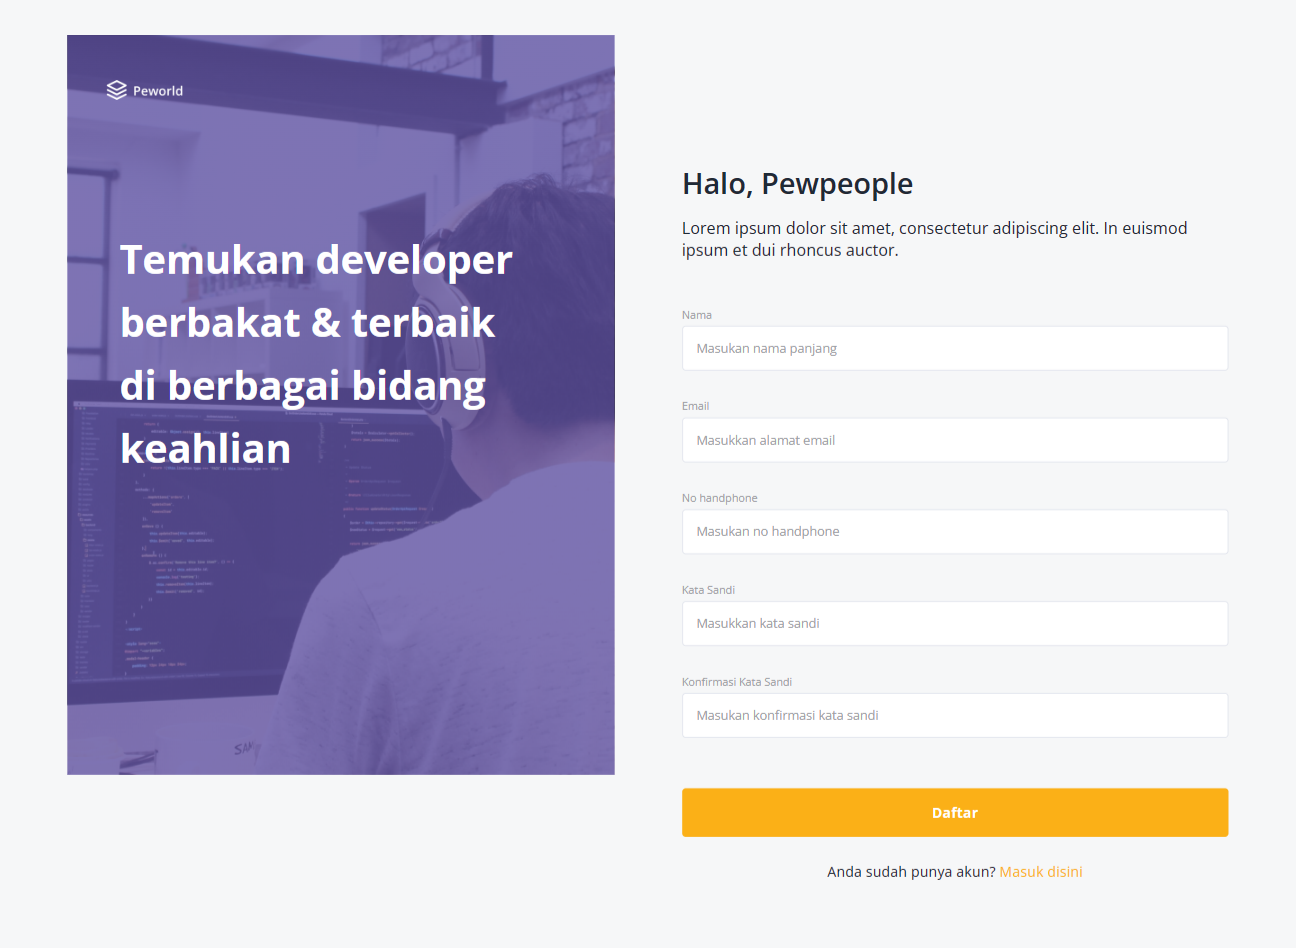 Peworld
Temukan developer
berbakat & terbaik
di berbagai bidang
keahlian
Halo, Pewpeople
Lorem ipsum dolor sit amet, consectetur adipiscing elit. In euismod
ipsum et dui rhoncus auctor.
Nama
Masukan nama panjang
Email
Masukkan alamat email
No handphone
Masukan no handphone
Kata Sandi
Masukkan kata sandi
Konfirmasi Kata Sandi
Masukan konfirmasi kata sandi
Daftar
Anda sudah punya akun? Masuk disini